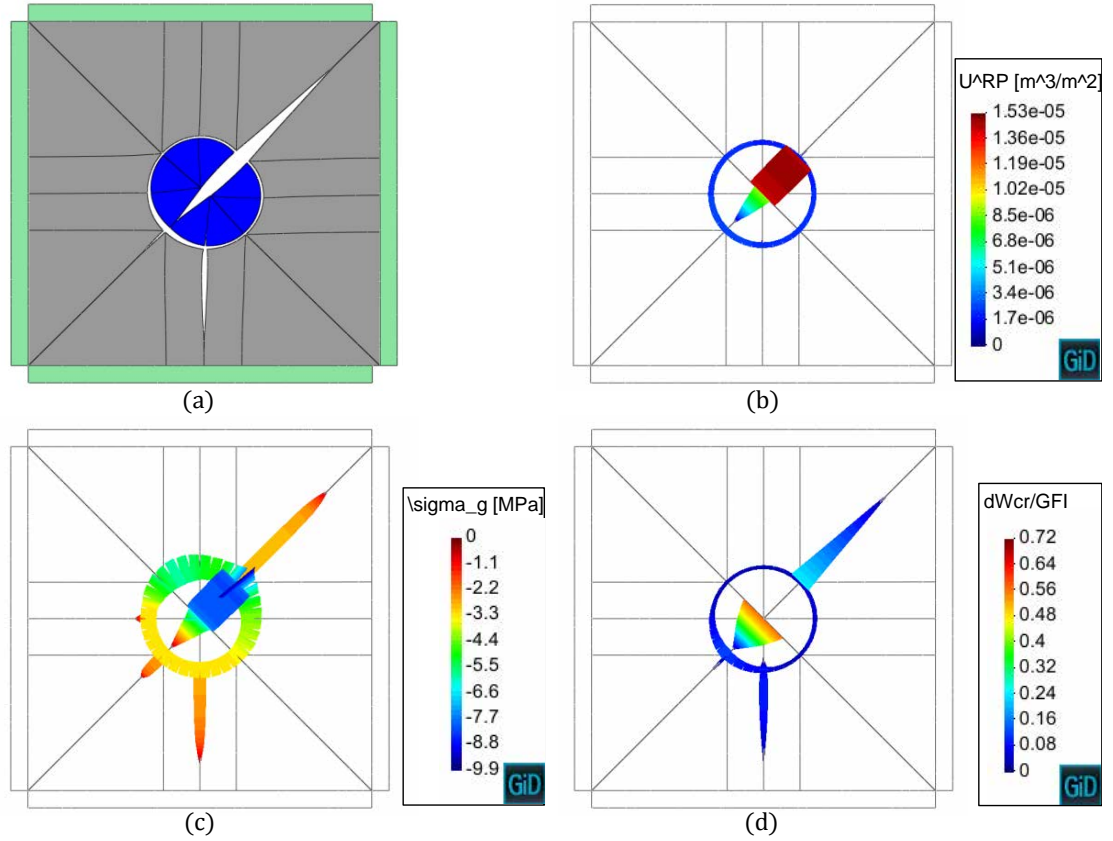 U^RP [m^3/m^2]
1.53e-05
1.36e-05
1.19e-05
1.02e-05
8.5e-06
6.8e-06
5.1e-06
3.4e-06
1.7e-06
0
GiD
(a)
(b)
\sigma_g [MPa]
0
-1.1
-2.2
-3.3
-4.4
-5.5
-6.6
-7.7
-8.8
-9.9
GiD
dWcr/GFI
0.72
0.64
0.56
0.48
0.40
0.32
0.24
0.16
0.08
0
GiD
(c)
(d)